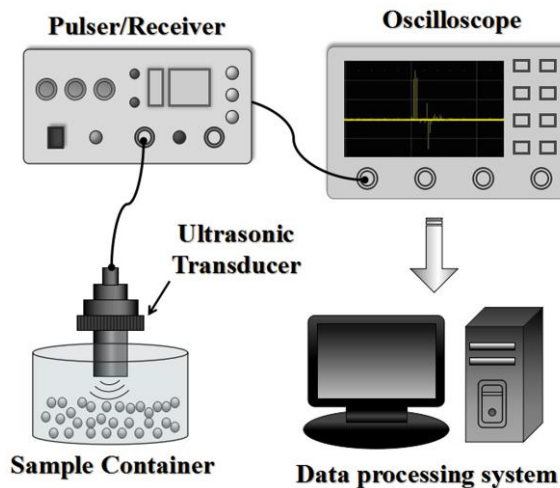 Pulser/Receiver
Oscilloscope
Ultrasonic
Transducer
Sample Container
Data processing system